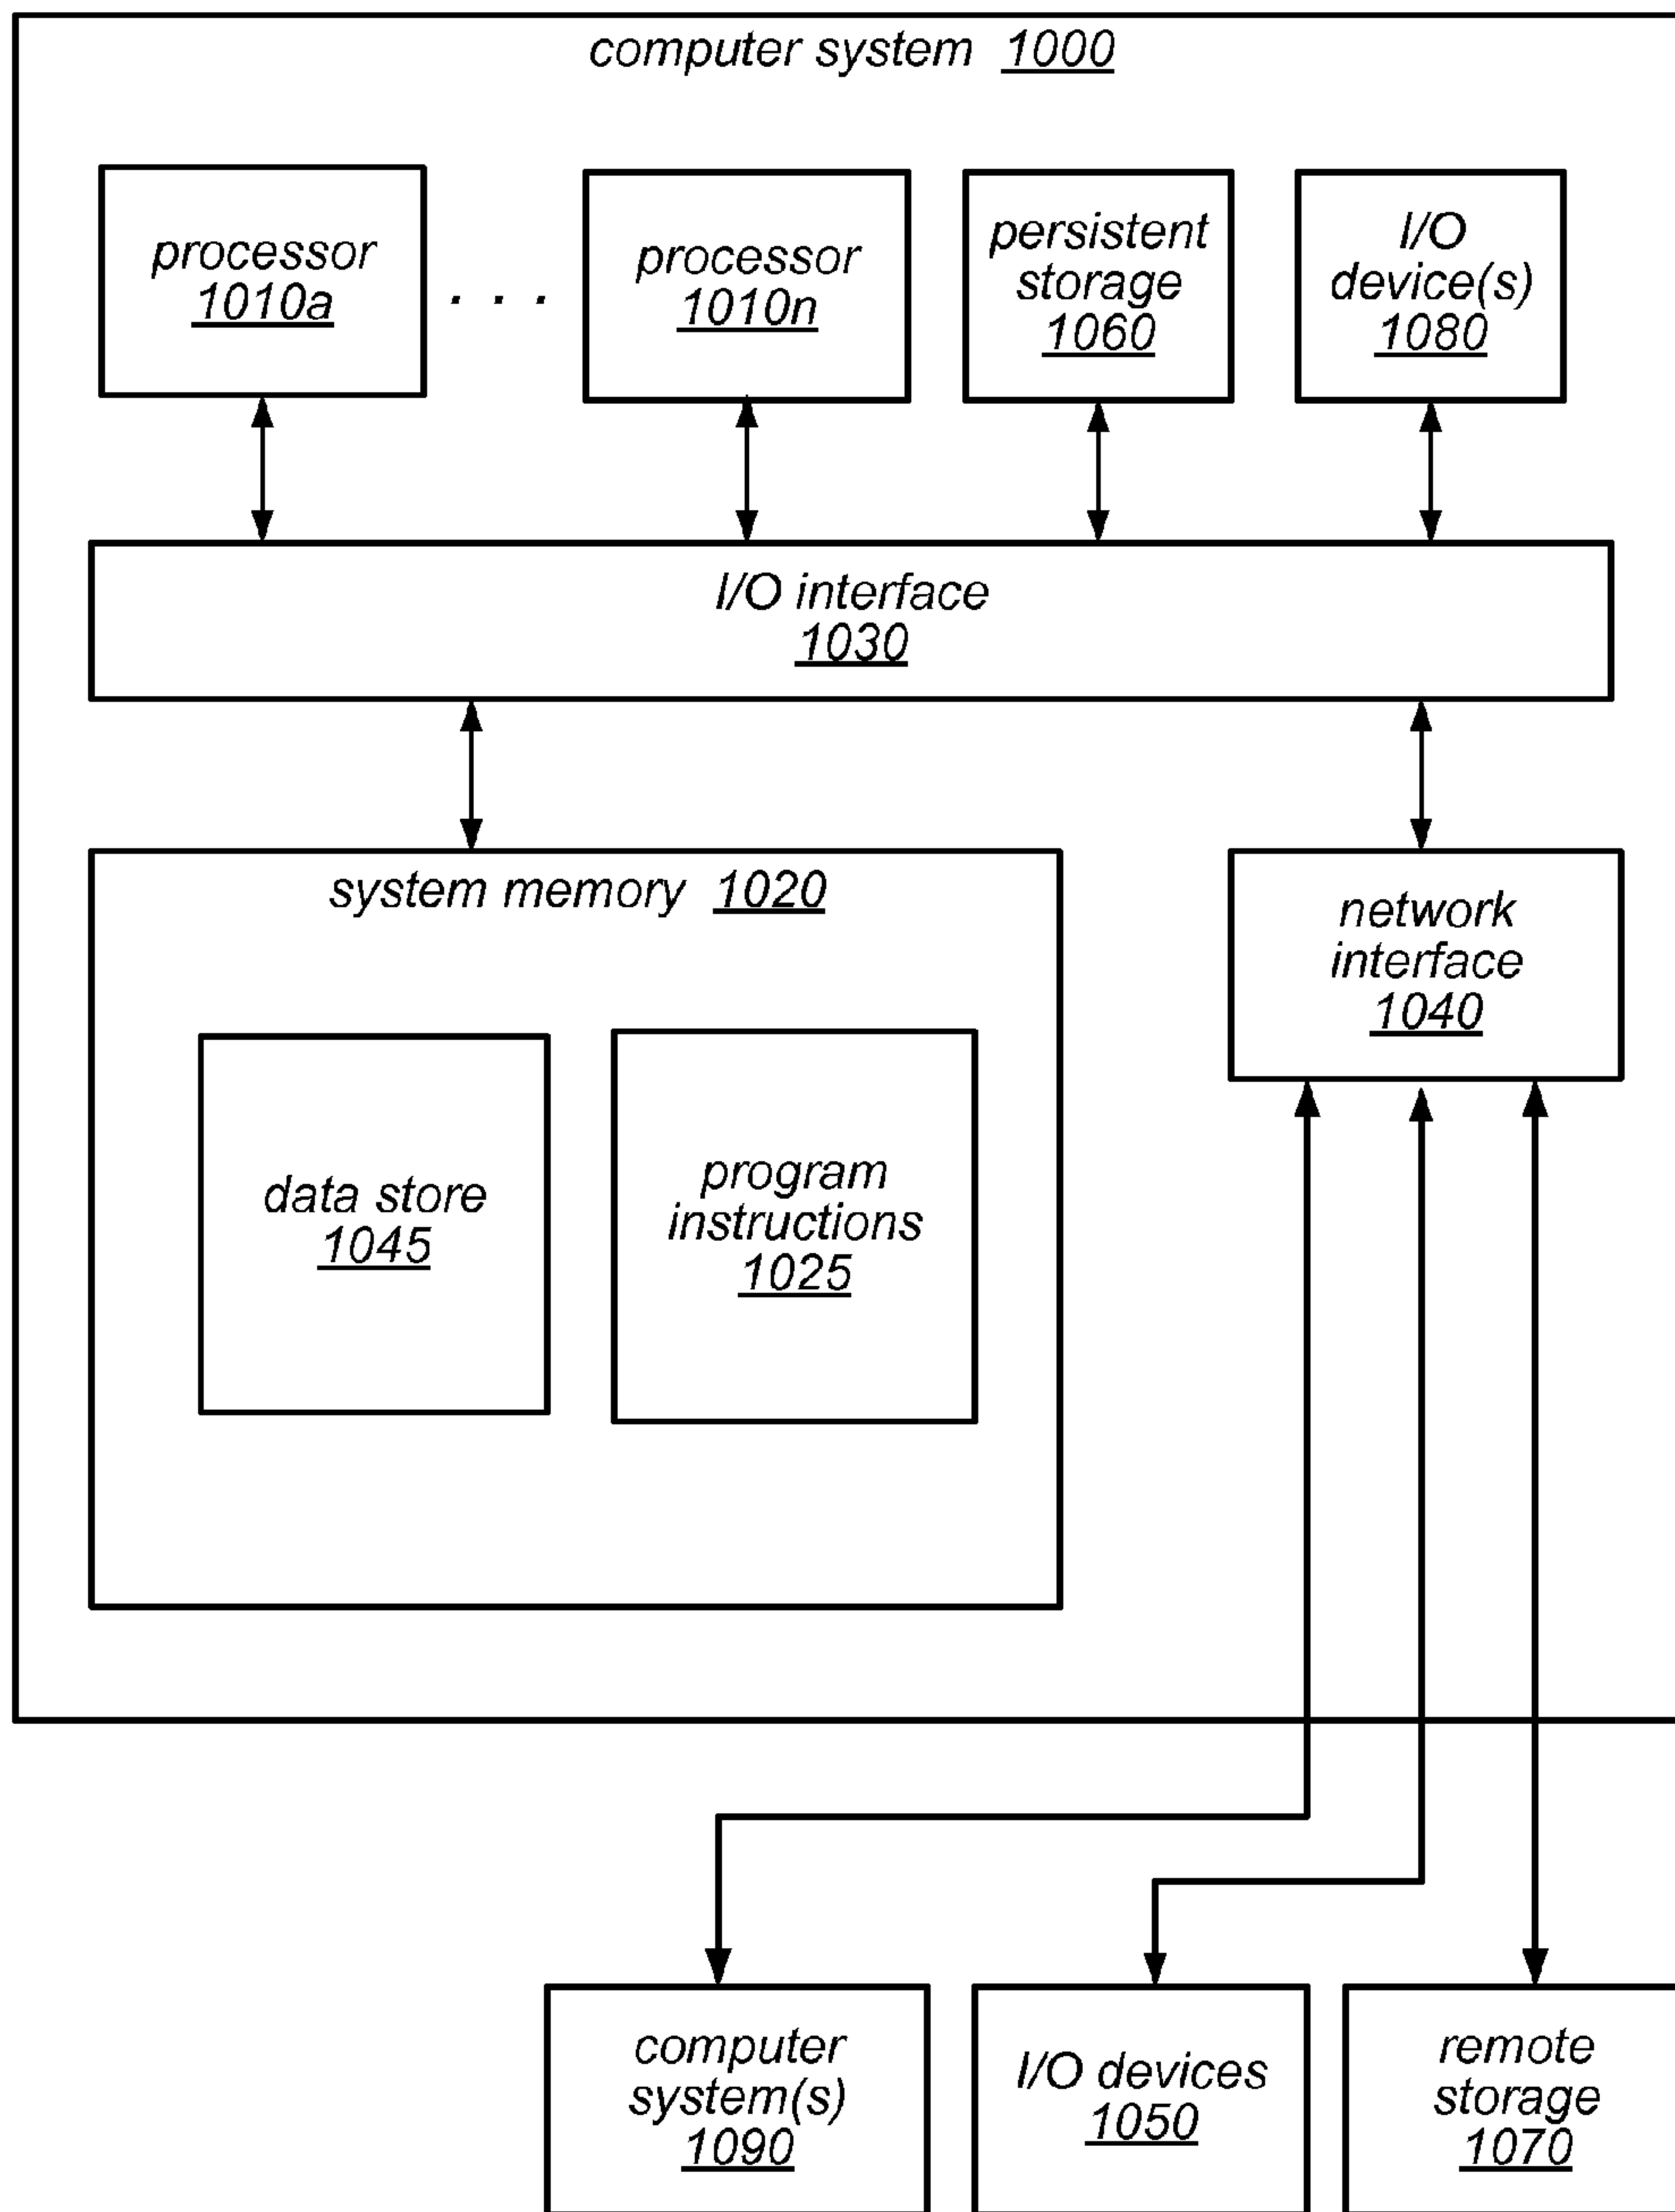 computer system 1000
processor
1010a
. . .
processor
1010n
persistent
storage
1060
I/O
device(s)
1080
I/O interface
1030
system memory 1020
network
interface
1040
data store
1045
program
instructions
1025
computer
system(s)
1090
I/O devices
1050
remote
storage
1070